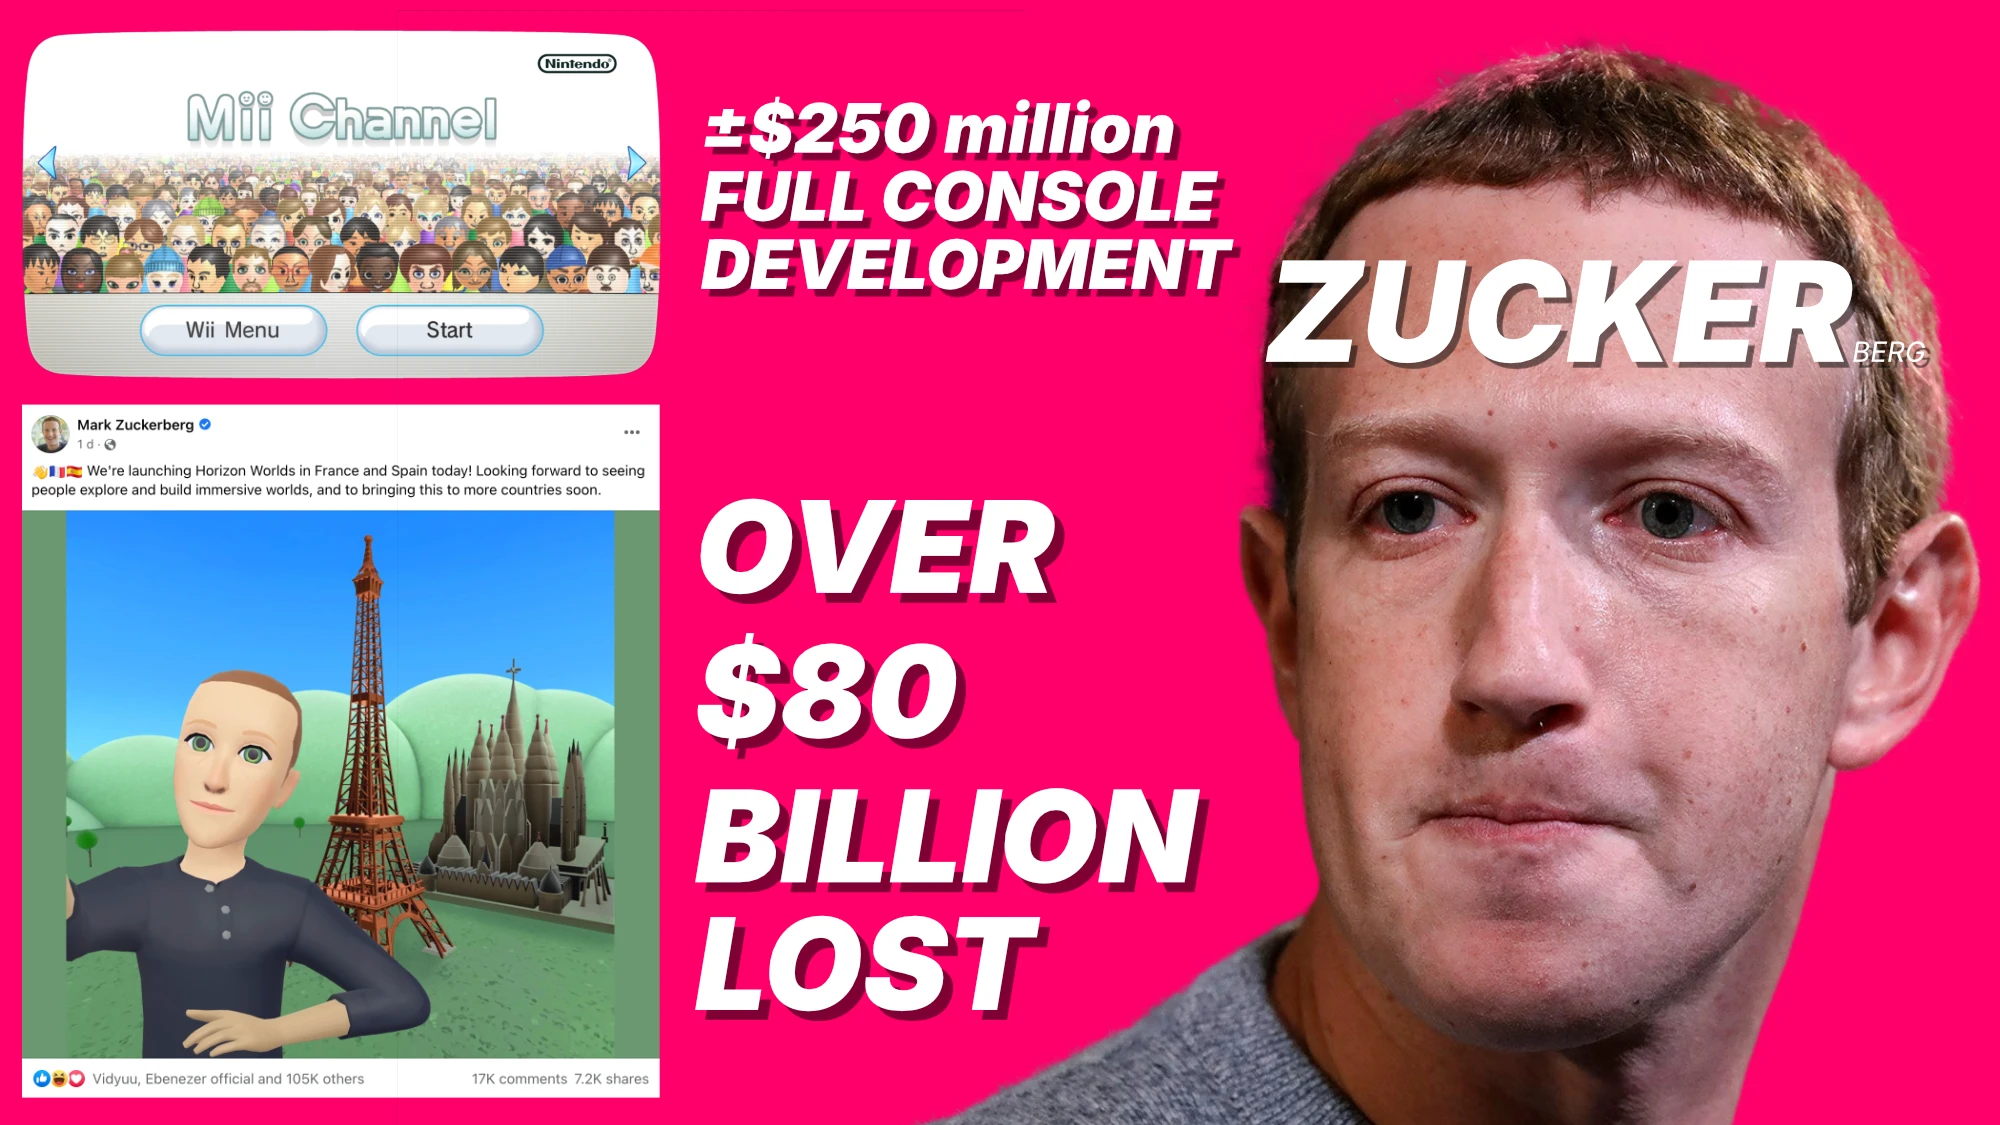 Nintendo
Mii Channel
Wii Menu
Start
Mark Zuckerberg
1 d ·
👋🇫🇷🇪🇸 We're launching Horizon Worlds in France and Spain today! Looking forward to seeing
people explore and build immersive worlds, and to bringing this to more countries soon.
Vidyuu, Ebenezer official and 105K others
17K comments 7.2K shares
±$250 million
FULL CONSOLE
DEVELOPMENT
OVER
$80
BILLION
LOST
ZUCKERBERG